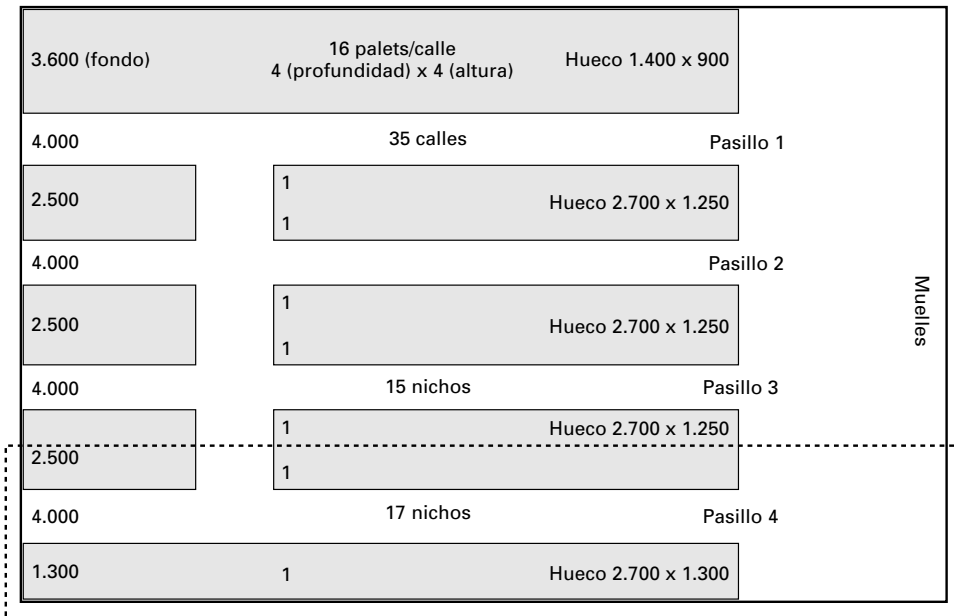 3.600 (fondo)
16 palets/calle
4 (profundidad) x 4 (altura)
Hueco 1.400 x 900
4.000
35 calles
Pasillo 1
2.500
1
1
Hueco 2.700 x 1.250
4.000
Pasillo 2
2.500
1
1
Hueco 2.700 x 1.250
4.000
15 nichos
Pasillo 3
2.500
1
1
Hueco 2.700 x 1.250
4.000
17 nichos
Pasillo 4
1.300
1
Hueco 2.700 x 1.300
Muelles